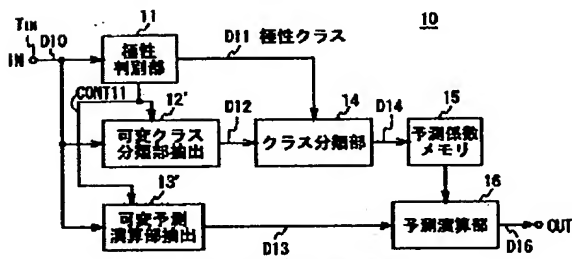 11
10
TIN
D10
D11 極性クラス
IN
極性
判別部
CONT11
12'
D12
14
D14
15
可変クラス
分類部抽出
クラス分類部
予測係数
メモリ
13'
16
可変予測
演算部抽出
予測演算部
OUT
D13
D16